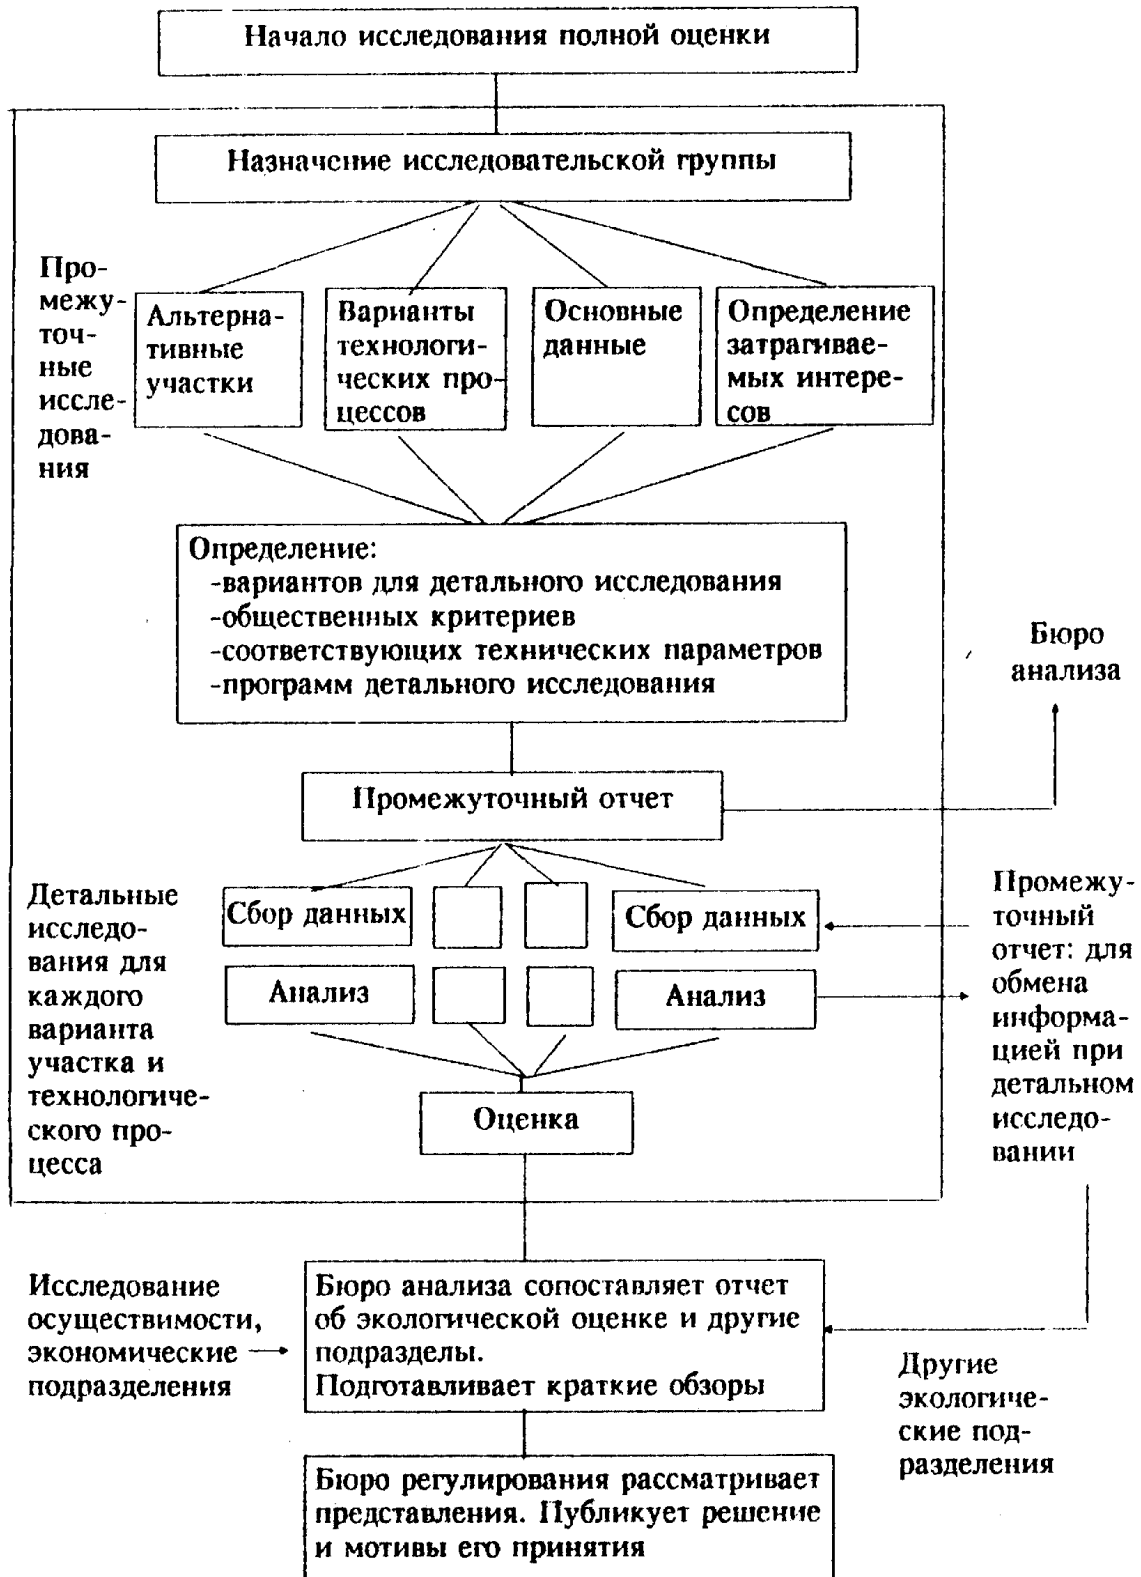 Начало исследования полной оценки
Назначение исследовательской группы
Про-
межу-
точ-
ные
иссле-
дова-
ния
Альтерна-
тивные
участки
Варианты
технологи-
ческих про-
цессов
Основные
данные
Определение
затрагивае-
мых интере-
сов
Определение:
-вариантов для детального исследования
-общественных критериев
-соответствующих технических параметров
-программ детального исследования
Бюро
анализа
Промежуточный отчет
Детальные
исследо-
вания для
каждого
варианта
участка и
технологиче-
ского про-
цесса
Сбор данных
Сбор данных
Анализ
Анализ
Оценка
Промежу-
точный
отчет: для
обмена
информа-
цией при
детальном
исследо-
вании
Исследование
осуществимости,
экономические
подразделения
Бюро анализа сопоставляет отчет
об экологической оценке и другие
подразделы.
Подготавливает краткие обзоры
Другие
экологиче-
ские под-
разделения
Бюро регулирования рассматривает
представления. Публикует решение
и мотивы его принятия